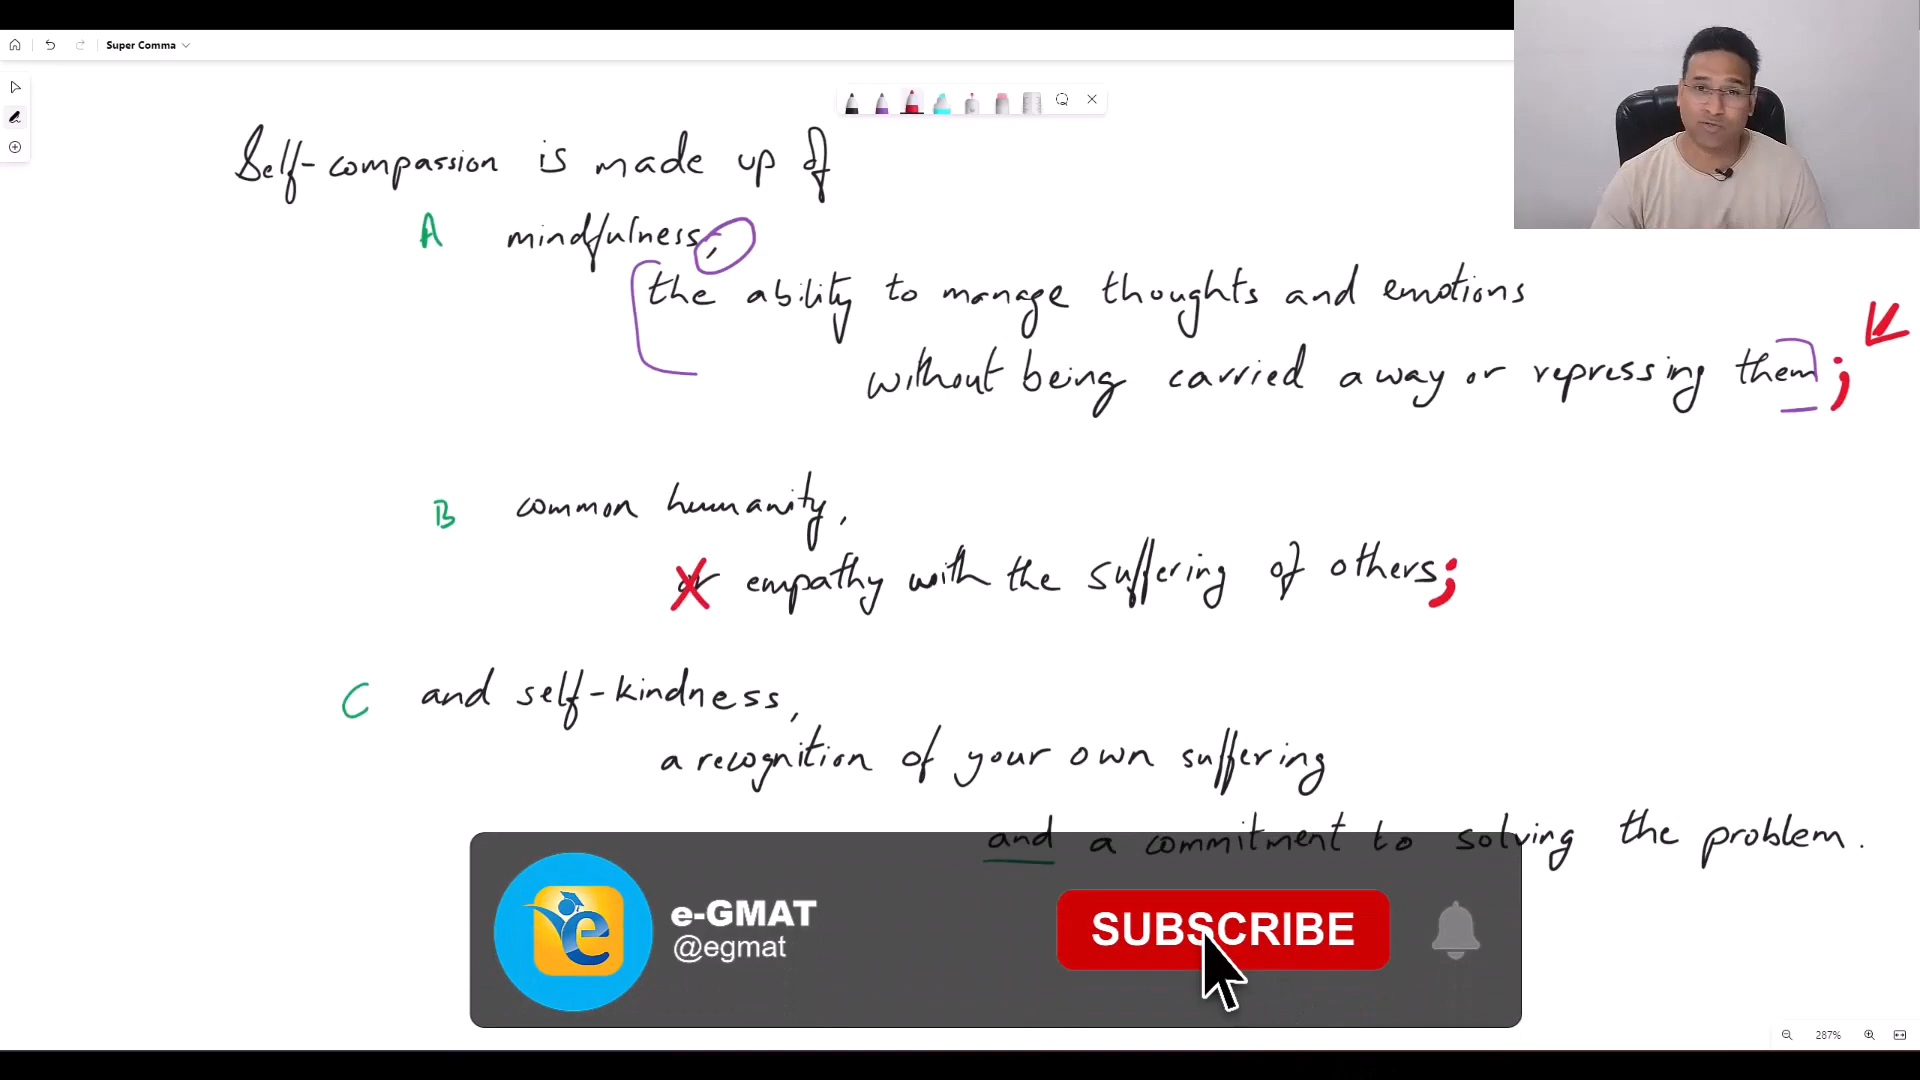 Super Comma
Self-compassion is made up of
A mindfulness,
the ability to manage thoughts and emotions
without being carried away or repressing them;
B common humanity,
or empathy with the suffering of others;
C and self-kindness,
a recognition of your own suffering
and a commitment to solving the problem.
e-GMAT
@egmat
SUBSCRIBE
287%